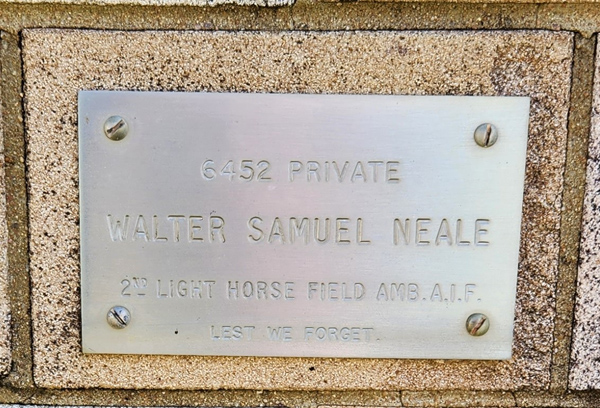 6452 PRIVATE
WALTER SAMUEL NEALE
2ND LIGHT HORSE FIELD AMB.A.I.F.
LEST WE FORGET.